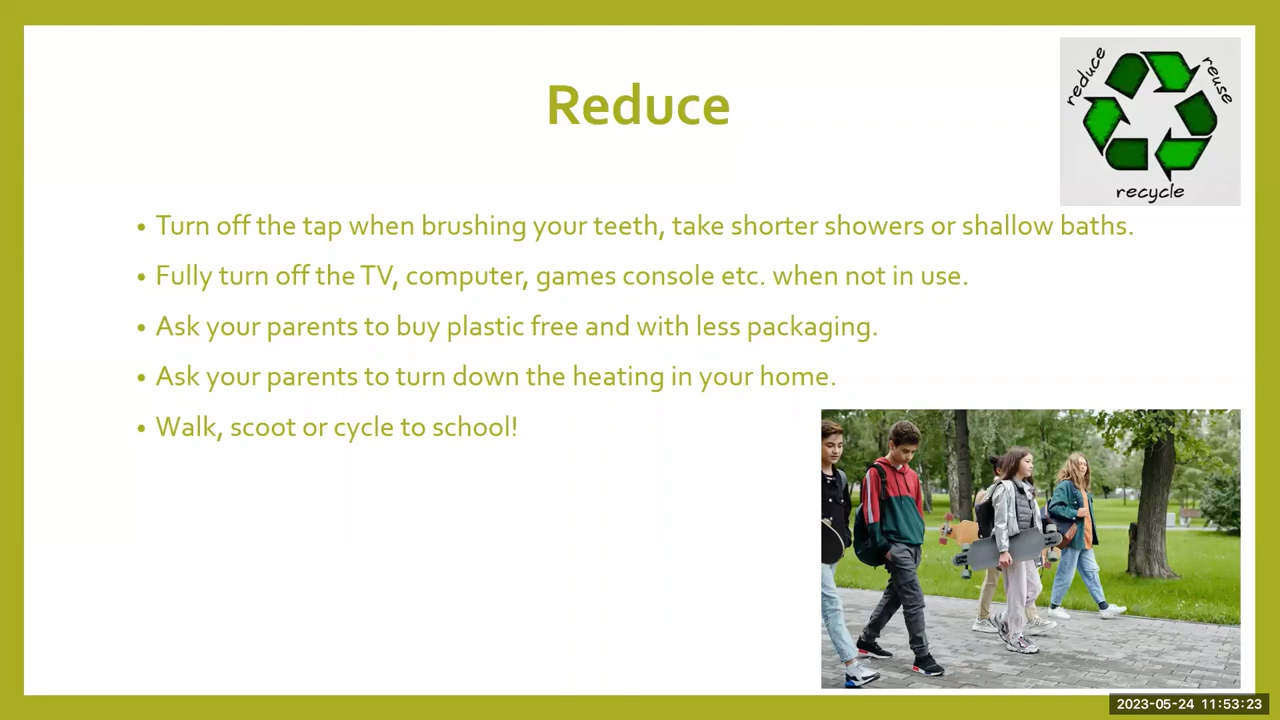 Reduce
reduce
reuse
recycle
• Turn off the tap when brushing your teeth, take shorter showers or shallow baths.
• Fully turn off the TV, computer, games console etc. when not in use.
• Ask your parents to buy plastic free and with less packaging.
• Ask your parents to turn down the heating in your home.
• Walk, scoot or cycle to school!
2023-05-24 11:53:23